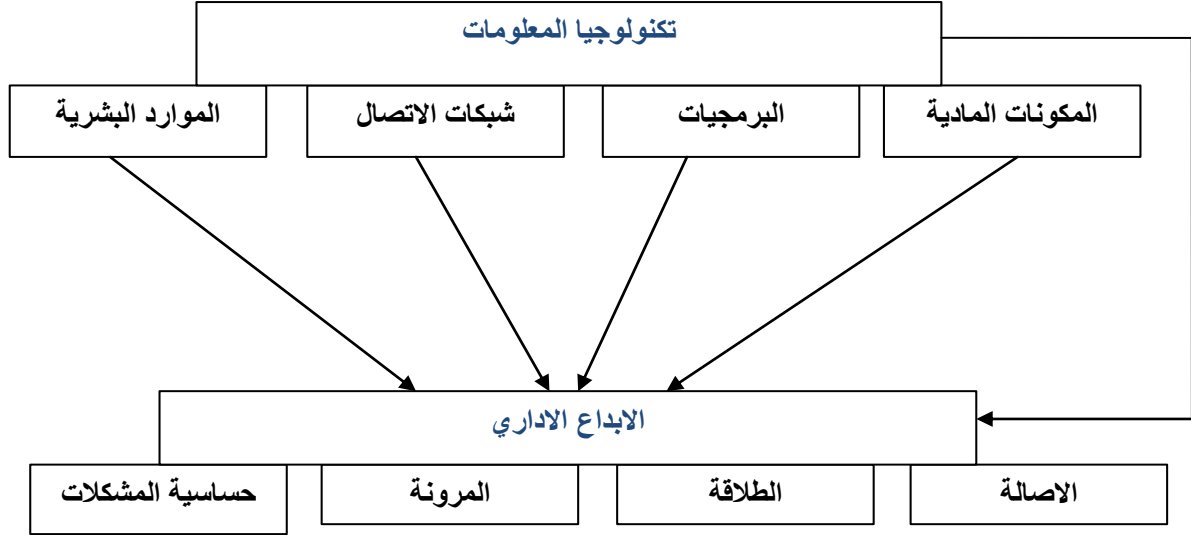 تكنولوجيا المعلومات
المكونات المادية
البرمجيات
شبكات الاتصال
الموارد البشرية
الابداع الاداري
الاصالة
الطلاقة
المرونة
حساسية المشكلات